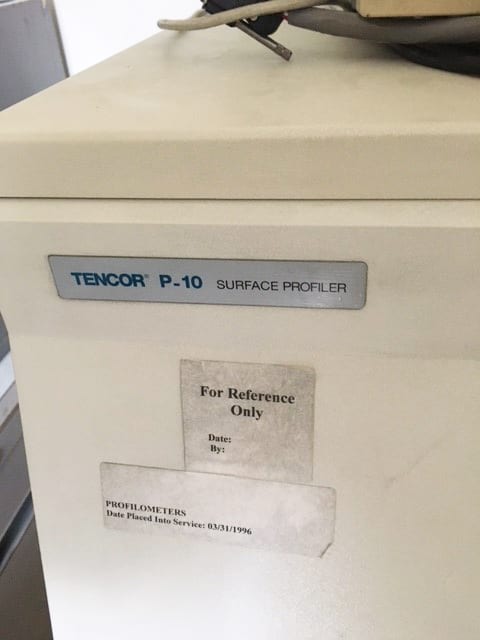 TENCOR® P-10 SURFACE PROFILER
For Reference
Only
Date:
By:
PROFILOMETERS
Date Placed Into Service: 03/31/1996